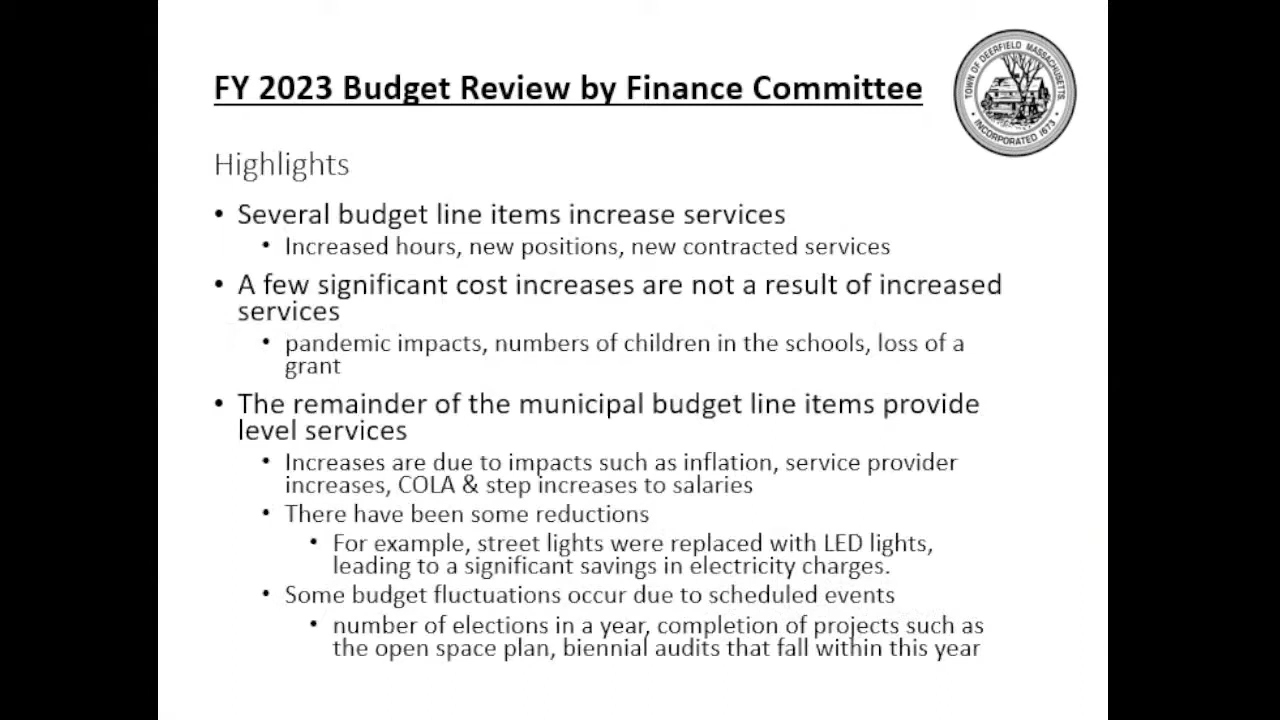 FY 2023 Budget Review by Finance Committee
TOWN OF DEERFIELD MASSACHUSETTS
INCORPORATED 1673
Highlights
• Several budget line items increase services
• Increased hours, new positions, new contracted services
• A few significant cost increases are not a result of increased
services
• pandemic impacts, numbers of children in the schools, loss of a
grant
• The remainder of the municipal budget line items provide
level services
• Increases are due to impacts such as inflation, service provider
increases, COLA & step increases to salaries
• There have been some reductions
• For example, street lights were replaced with LED lights,
leading to a significant savings in electricity charges.
• Some budget fluctuations occur due to scheduled events
• number of elections in a year, completion of projects such as
the open space plan, biennial audits that fall within this year